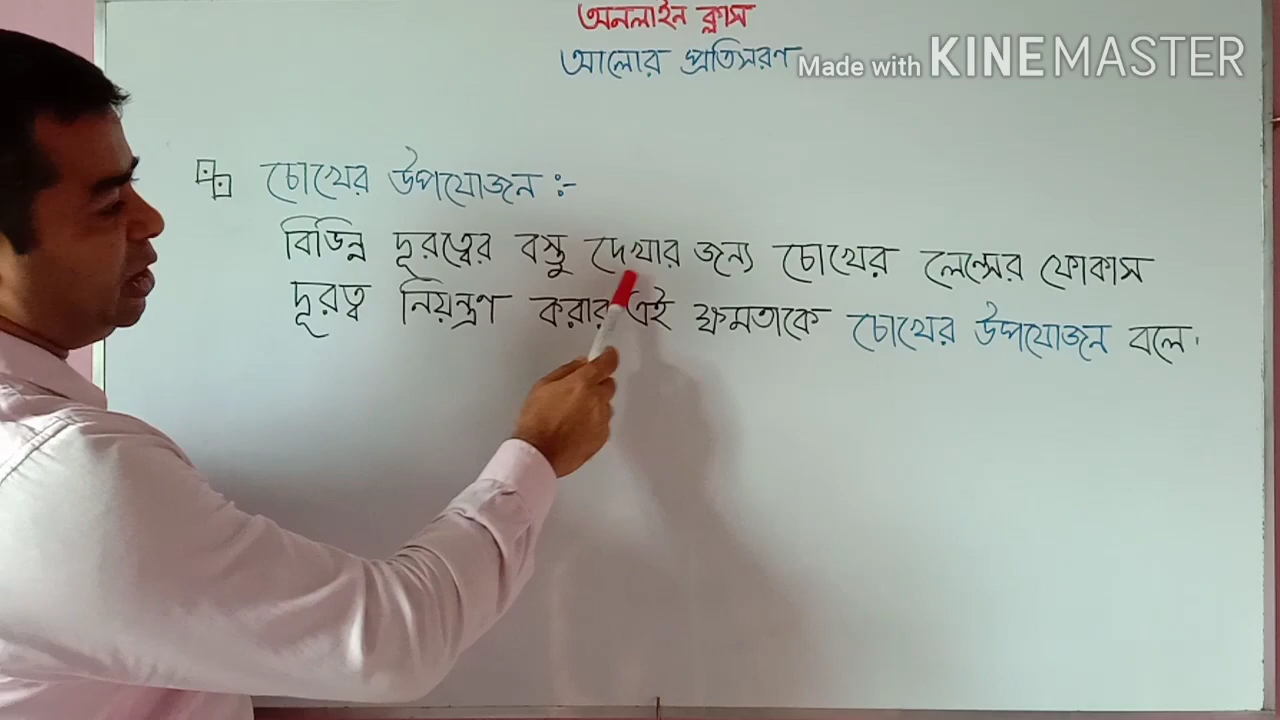 অনলাইন ক্লাস
আলোর প্রতিসরণ
Made with KINEMASTER
চোখের উপযোজন :-
বিভিন্ন দূরত্বের বস্তু দেখার জন্য চোখের লেন্সের ফোকাস
দূরত্ব নিয়ন্ত্রণ করার এই ক্ষমতাকে চোখের উপযোজন বলে।